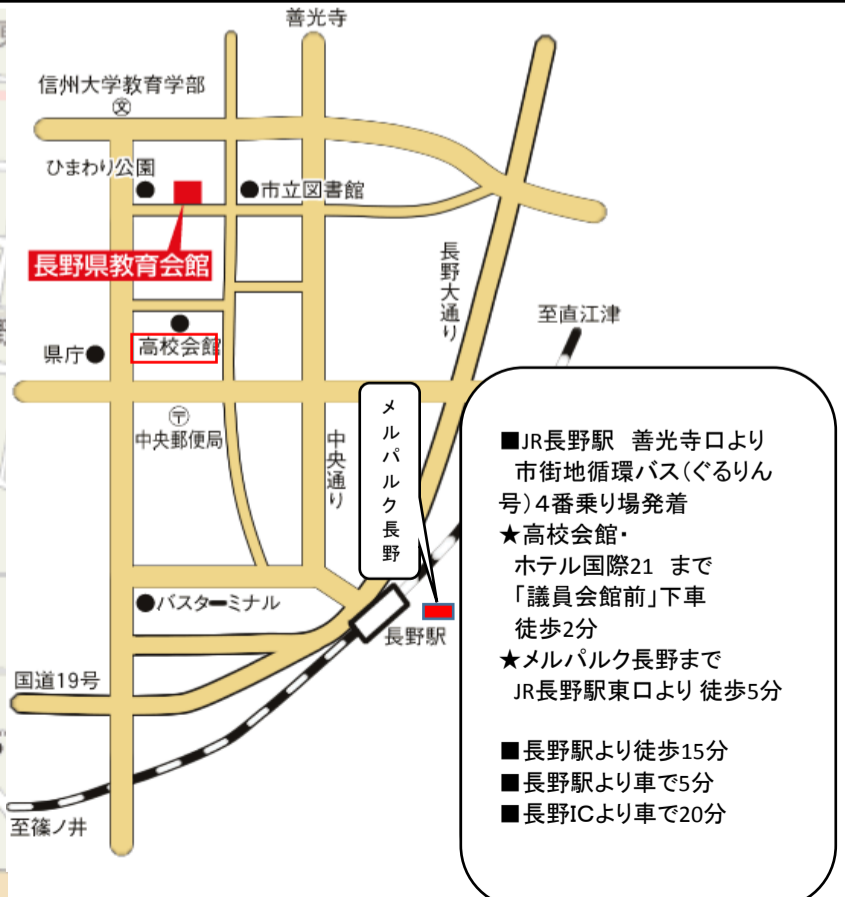 善光寺
信州大学教育学部
文
ひまわり公園
市立図書館
長野県教育会館
長野大通り
至直江津
高校会館
県庁
〒
中央郵便局
中央通り
メルパルク長野
バスターミナル
長野駅
国道19号
至篠ノ井
■JR長野駅 善光寺口より
市街地循環バス(ぐるりん
号)4番乗り場発着
★高校会館・
ホテル国際21 まで
「議員会館前」下車
徒歩2分
★メルパルク長野まで
JR長野駅東口より 徒歩5分
■長野駅より徒歩15分
■長野駅より車で5分
■長野ICより車で20分